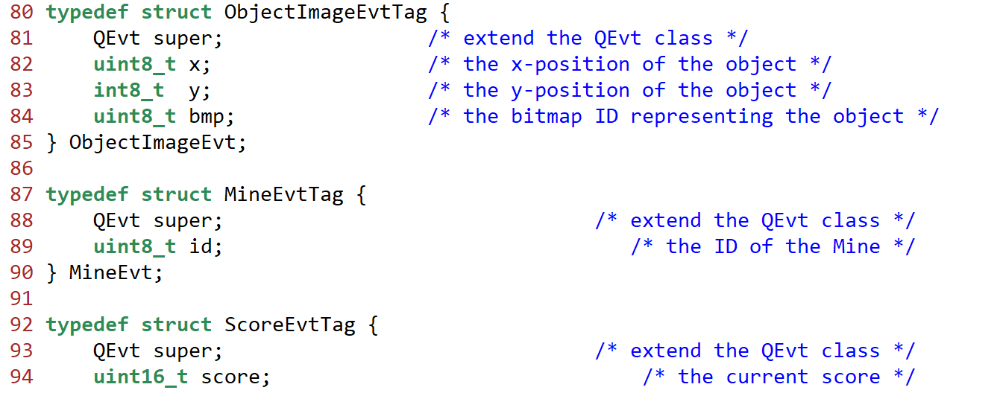 80 typedef struct ObjectImageEvtTag {
81     QEvt super;                 /* extend the QEvt class */
82     uint8_t x;                  /* the x-position of the object */
83     int8_t  y;                  /* the y-position of the object */
84     uint8_t bmp;                /* the bitmap ID representing the object */
85 } ObjectImageEvt;
86
87 typedef struct MineEvtTag {
88     QEvt super;                               /* extend the QEvt class */
89     uint8_t id;                                  /* the ID of the Mine */
90 } MineEvt;
91
92 typedef struct ScoreEvtTag {
93     QEvt super;                               /* extend the QEvt class */
94     uint16_t score;                               /* the current score */